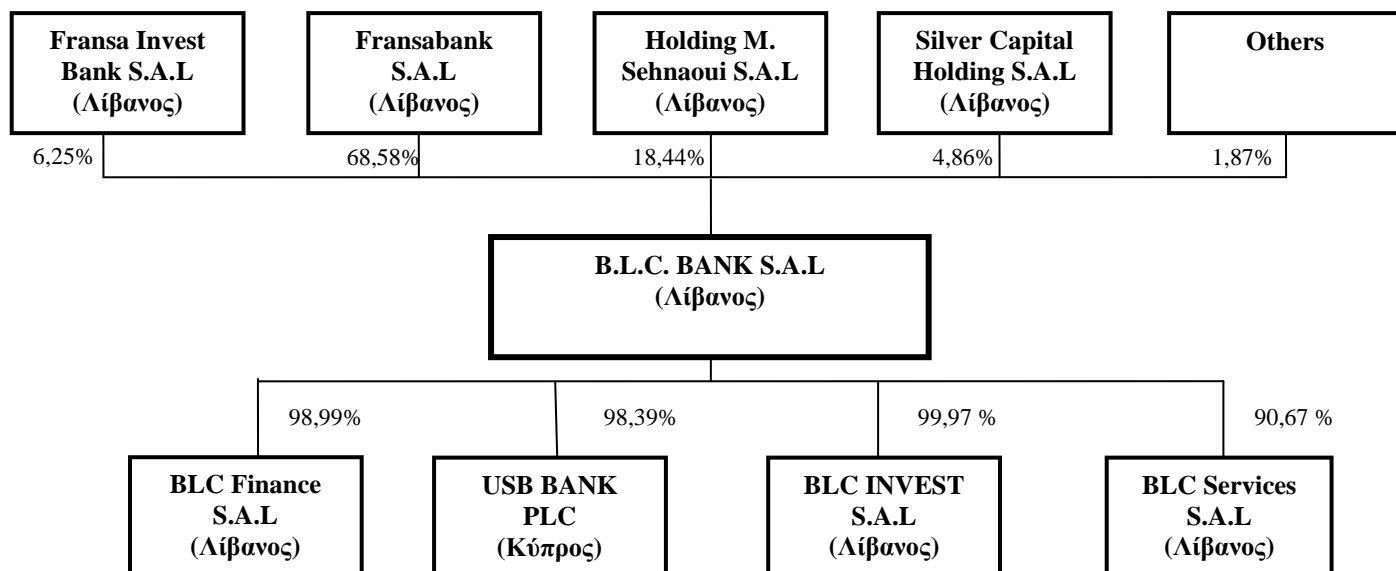 Fransa Invest
Bank S.A.L
(Λίβανος)
Fransabank
S.A.L
(Λίβανος)
Holding M.
Sehnaoui S.A.L
(Λίβανος)
Silver Capital
Holding S.A.L
(Λίβανος)
Others
6,25%
68,58%
18,44%
4,86%
1,87%
B.L.C. BANK S.A.L
(Λίβανος)
98,99%
98,39%
99,97 %
90,67 %
BLC Finance
S.A.L
(Λίβανος)
USB BANK
PLC
(Κύπρος)
BLC INVEST
S.A.L
(Λίβανος)
BLC Services
S.A.L
(Λίβανος)